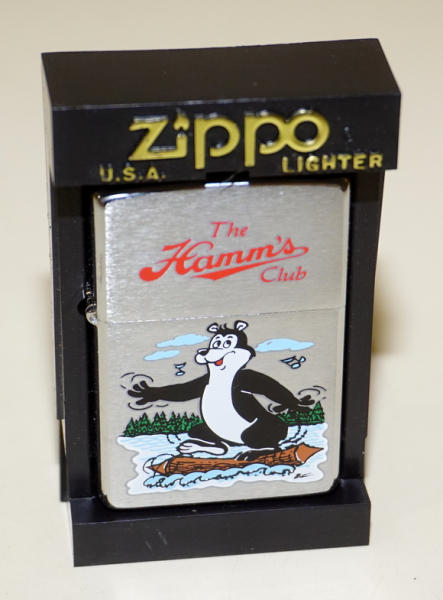 Zippo
U.S.A. LIGHTER
The
Hamm's
Club